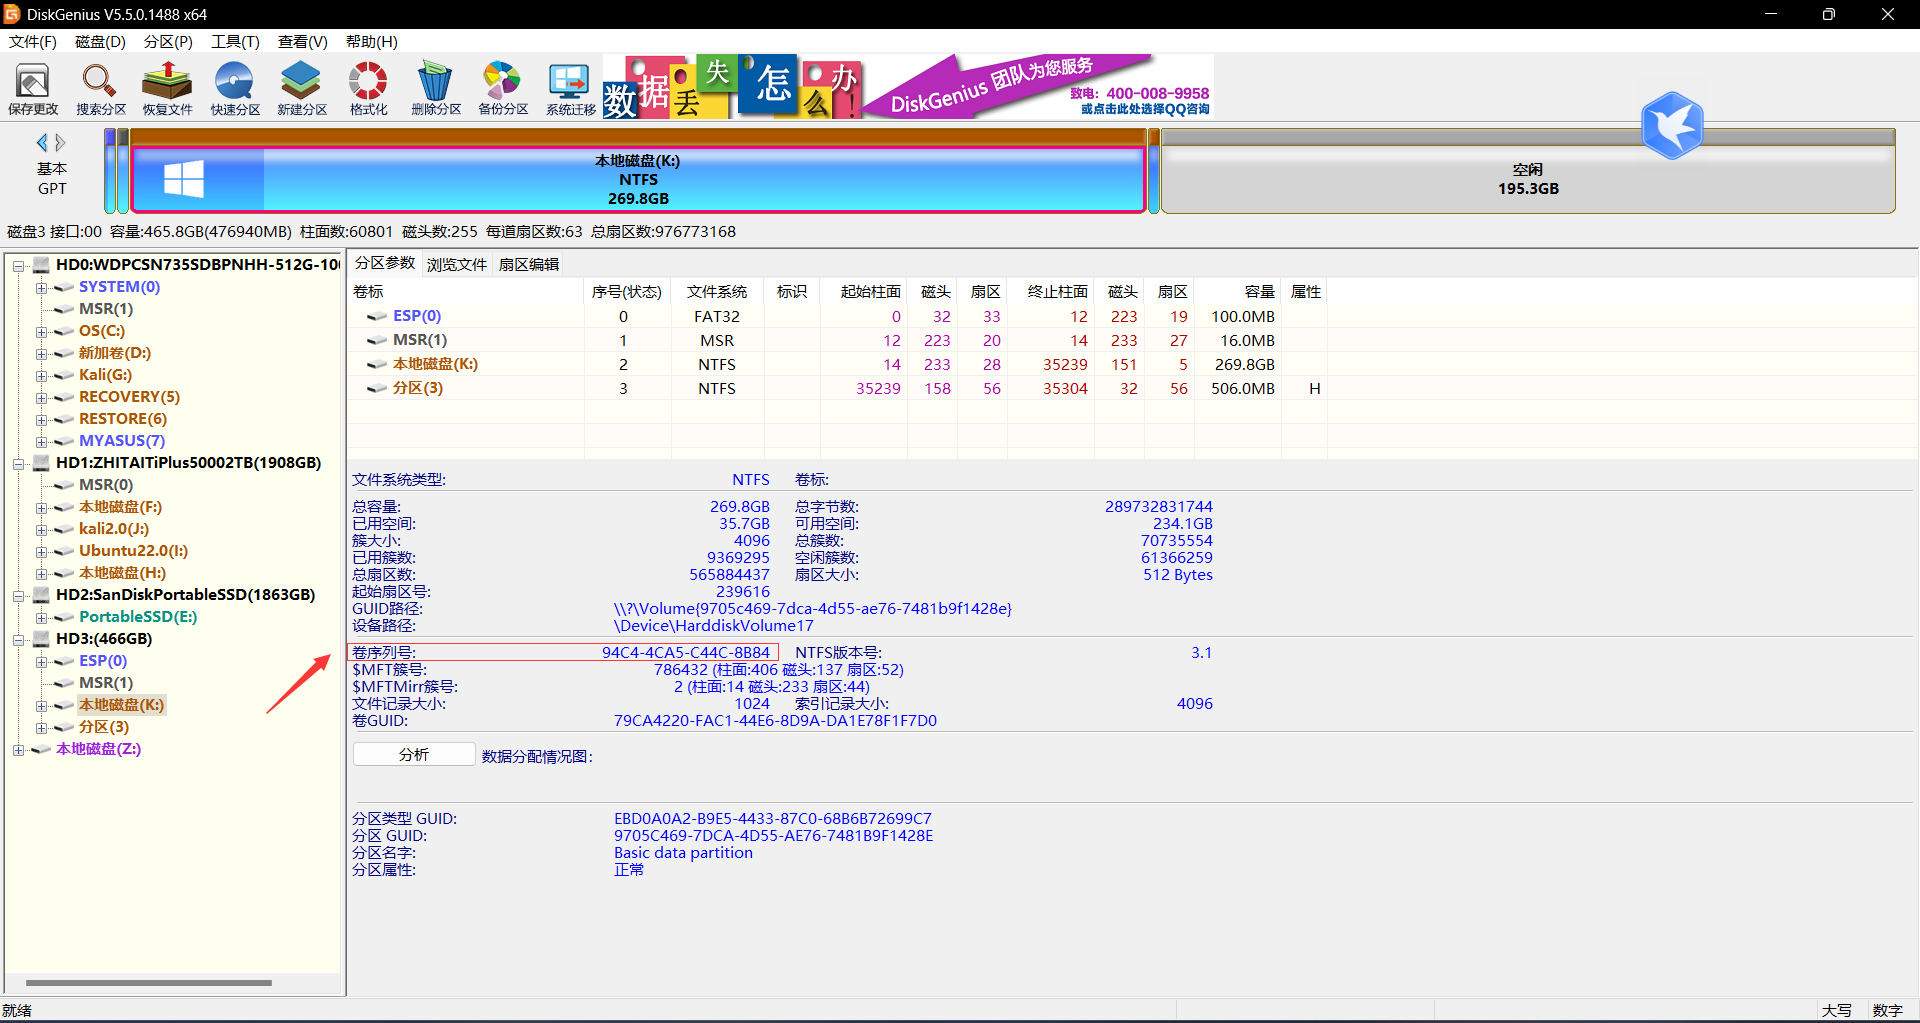 DiskGenius V5.5.0.1488 x64
文件(F) 磁盘(D) 分区(P) 工具(T) 查看(V) 帮助(H)
保存更改 搜索分区 恢复文件 快速分区 新建分区 格式化 删除分区 备份分区 系统迁移
数据丢失怎么办!
DiskGenius 团队为您服务
致电: 400-008-9958
或点击此处选择QQ咨询
基本
GPT
本地磁盘(K:)
NTFS
269.8GB
空闲
195.3GB
磁盘3 接口:00 容量:465.8GB(476940MB) 柱面数:60801 磁头数:255 每道扇区数:63 总扇区数:976773168
HD0:WDPCSN735SDBPNHH-512G-10
SYSTEM(0)
MSR(1)
OS(C:)
新加卷(D:)
Kali(G:)
RECOVERY(5)
RESTORE(6)
MYASUS(7)
HD1:ZHITAITiPlus50002TB(1908GB)
MSR(0)
本地磁盘(F:)
kali2.0(J:)
Ubuntu22.0(I:)
本地磁盘(H:)
HD2:SanDiskPortableSSD(1863GB)
PortableSSD(E:)
HD3:(466GB)
ESP(0)
MSR(1)
本地磁盘(K:)
分区(3)
本地磁盘(Z:)
分区参数 浏览文件 扇区编辑
卷标 序号(状态) 文件系统 标识 起始柱面 磁头 扇区 终止柱面 磁头 扇区 容量 属性
ESP(0) 0 FAT32 0 32 33 12 223 19 100.0MB
MSR(1) 1 MSR 12 223 20 14 233 27 16.0MB
本地磁盘(K:) 2 NTFS 14 233 28 35239 151 5 269.8GB
分区(3) 3 NTFS 35239 158 56 35304 32 56 506.0MB H
文件系统类型: NTFS 卷标:
总容量: 269.8GB 总字节数: 289732831744
已用空间: 35.7GB 可用空间: 234.1GB
簇大小: 4096 总簇数: 70735554
已用簇数: 9369295 空闲簇数: 61366259
总扇区数: 565884437 扇区大小: 512 Bytes
起始扇区号: 239616
GUID路径: \\?\Volume{9705c469-7dca-4d55-ae76-7481b9f1428e}
设备路径: \Device\HarddiskVolume17
卷序列号: 94C4-4CA5-C44C-8B84 NTFS版本号: 3.1
$MFT簇号: 786432 (柱面:406 磁头:137 扇区:52)
$MFTMirr簇号: 2 (柱面:14 磁头:233 扇区:44)
文件记录大小: 1024 索引记录大小: 4096
卷GUID: 79CA4220-FAC1-44E6-8D9A-DA1E78F1F7D0
分析 数据分配情况图:
分区类型 GUID: EBD0A0A2-B9E5-4433-87C0-68B6B72699C7
分区 GUID: 9705C469-7DCA-4D55-AE76-7481B9F1428E
分区名字: Basic data partition
分区属性: 正常
就绪 大写 数字